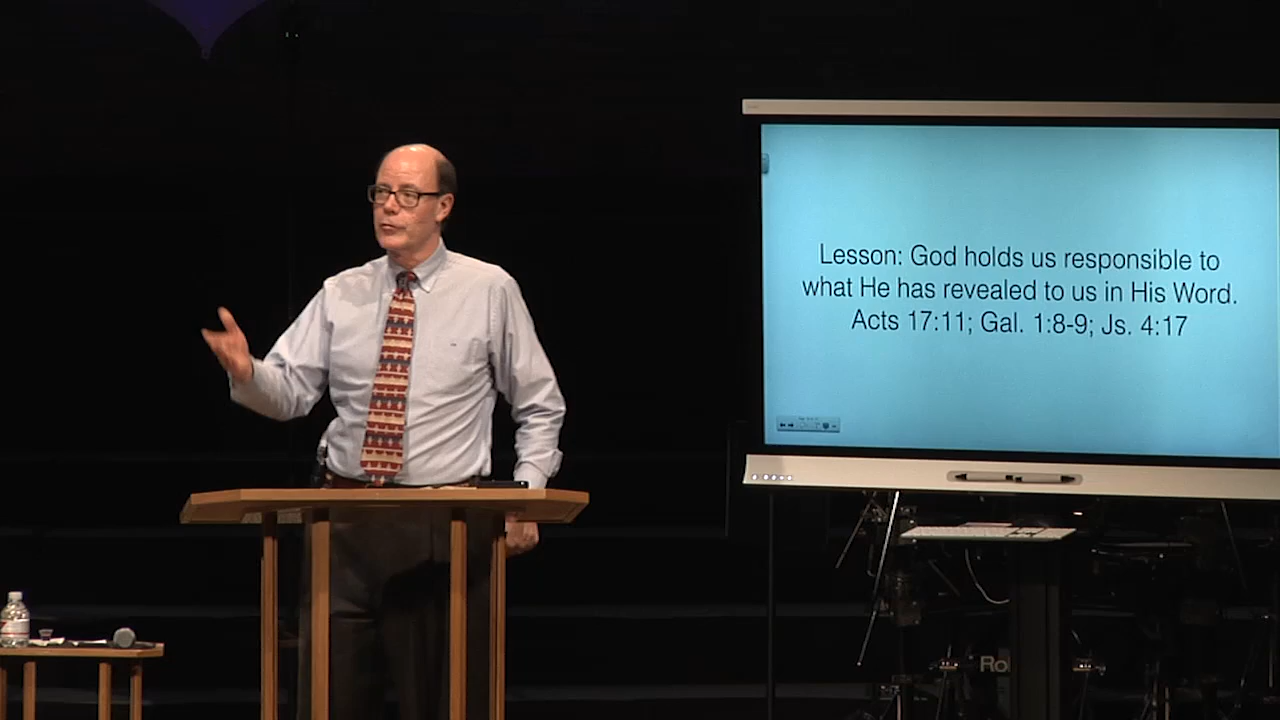 Lesson: God holds us responsible to
what He has revealed to us in His Word.
Acts 17:11; Gal. 1:8-9; Js. 4:17
Ro